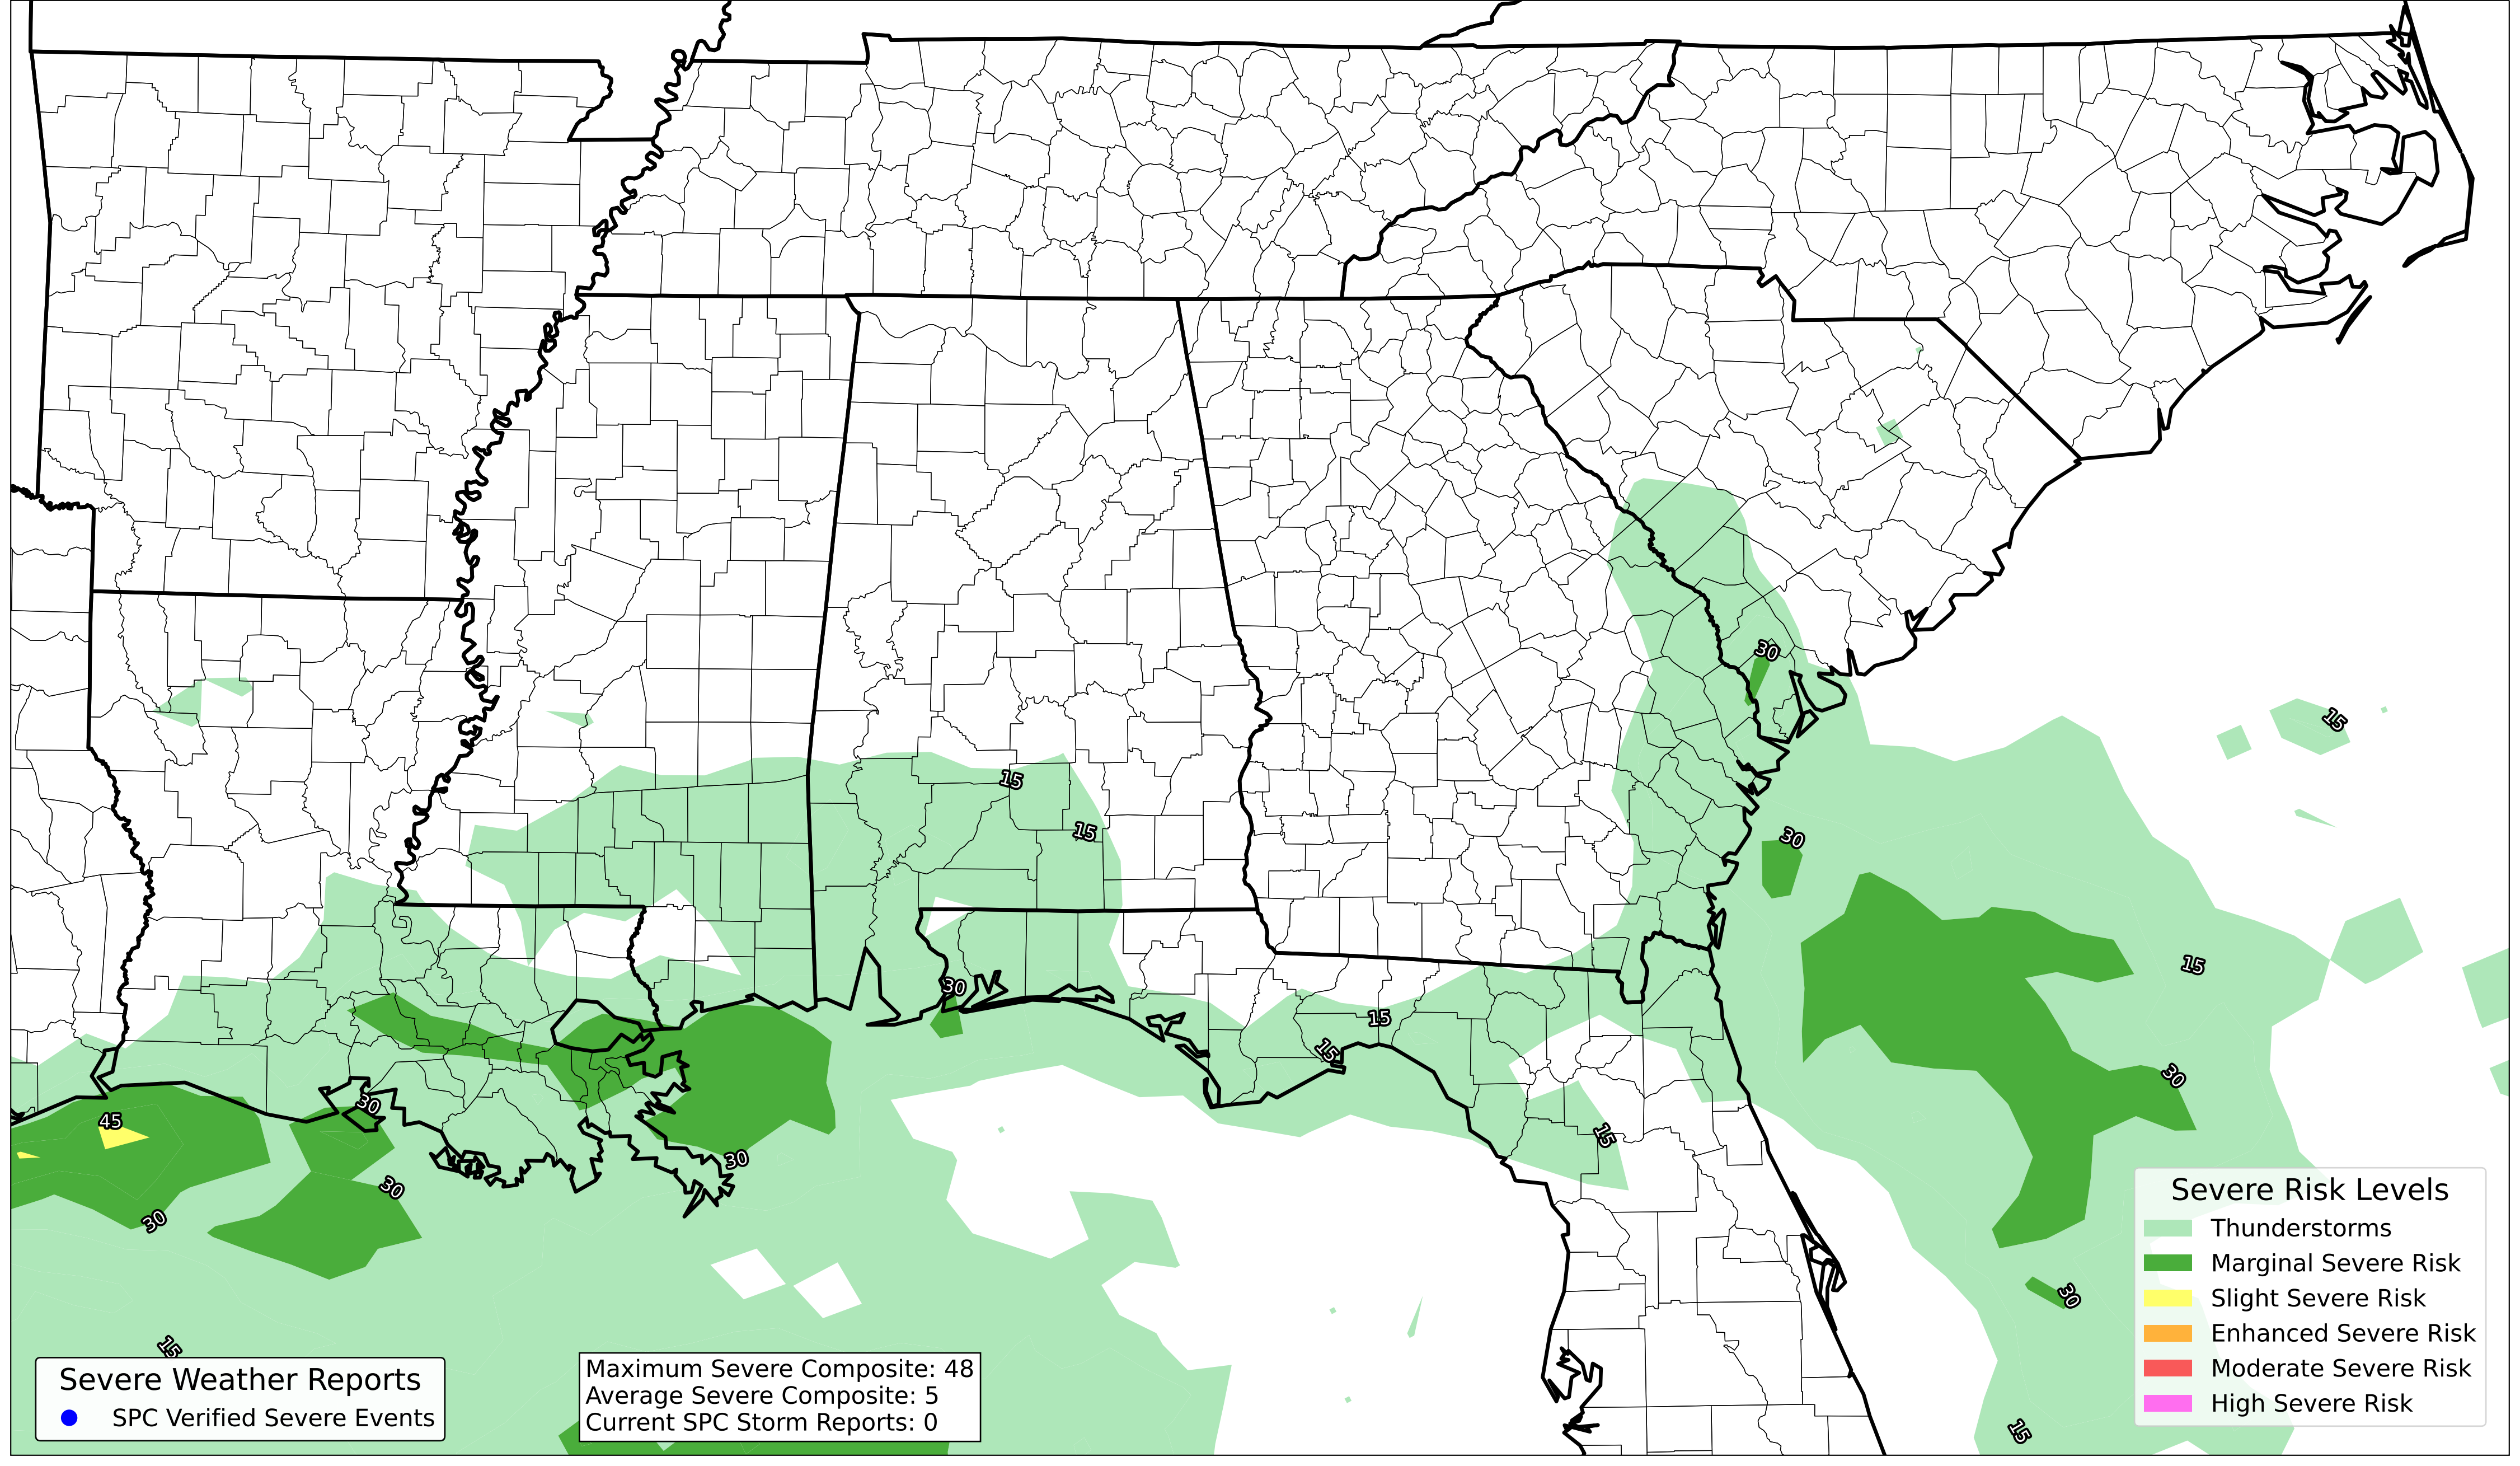 30
15
15
30
15
30
15
30
15
15
30
45
30
15
30
30
30
30
15
15
Severe Risk Levels
Thunderstorms
Marginal Severe Risk
Slight Severe Risk
Enhanced Severe Risk
Moderate Severe Risk
High Severe Risk
Severe Weather Reports
SPC Verified Severe Events
Maximum Severe Composite: 48
Average Severe Composite: 5
Current SPC Storm Reports: 0